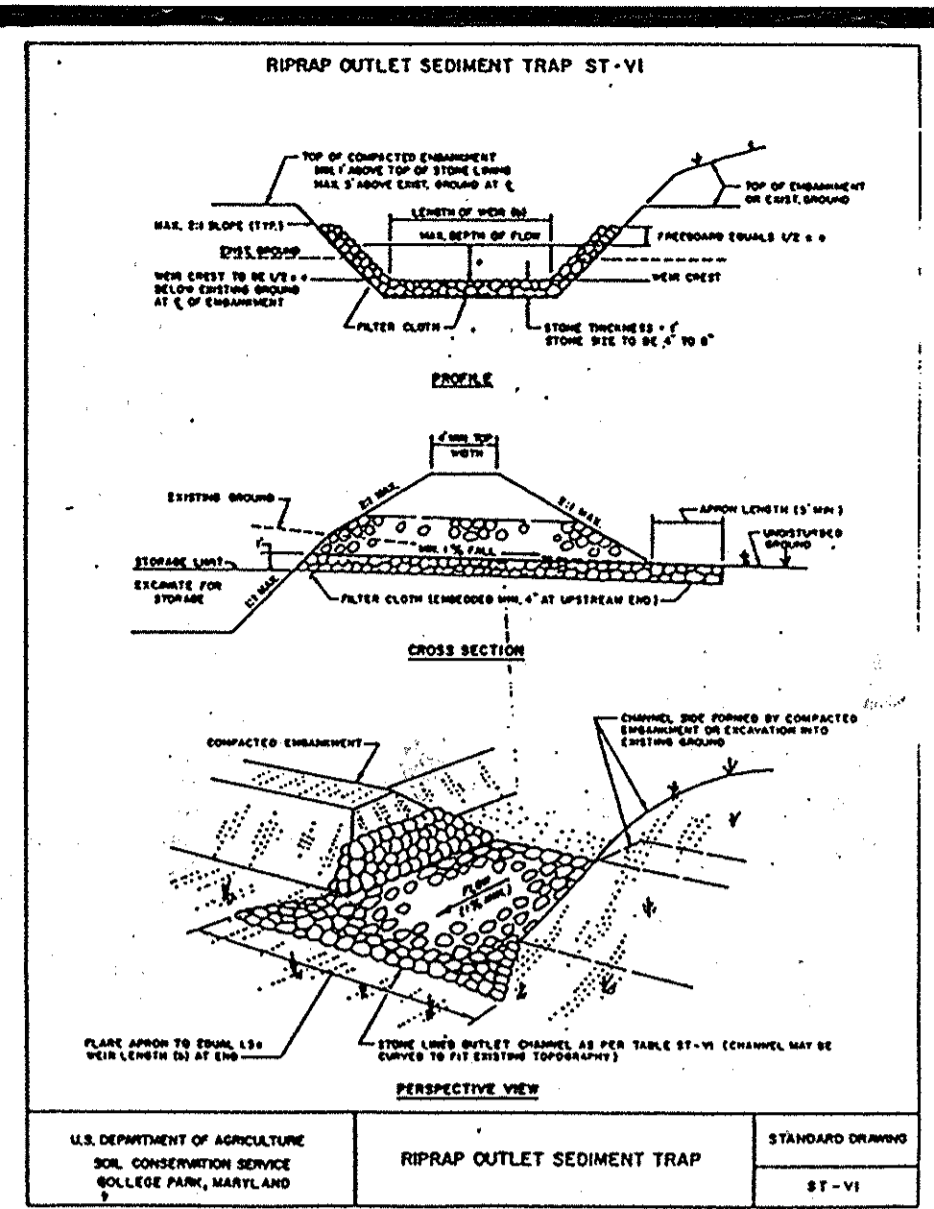 RIPRAP OUTLET SEDIMENT TRAP ST-VI
TOP OF COMPACTED EMBANKMENT
MIN. 1' ABOVE TOP OF STONE LINING
MAX. 5' ABOVE EXIST. GROUND AT ℄
TOP OF EMBANKMENT
OR EXIST. GROUND
LENGTH OF WEIR (b)
MAX. 2:1 SLOPE (TYP.)
MAX. DEPTH OF FLOW
FREEBOARD EQUALS 1/2 x
EXIST. GROUND
WEIR CREST TO BE 1/2 x
BELOW EXISTING GROUND
AT ℄ OF EMBANKMENT
WEIR CREST
FILTER CLOTH
STONE THICKNESS = 1'
STONE SIZE TO BE 4" TO 8"
PROFILE
4' MIN. TOP
WIDTH
EXISTING GROUND
2:1 MAX.
2:1 MAX.
APRON LENGTH (5' MIN.)
UNDISTURBED
GROUND
1'
MIN. 1% FALL
STORAGE LIMIT
EXCAVATE FOR
STORAGE
MAX.
FILTER CLOTH (EMBEDDED MIN. 4" AT UPSTREAM END)
CROSS SECTION
CHANNEL SIDE FORMED BY COMPACTED
EMBANKMENT OR EXCAVATION INTO
EXISTING GROUND
COMPACTED EMBANKMENT
FLOW
(1% MIN.)
FLARE APRON TO EQUAL 1.5 x
WEIR LENGTH (b) AT END
STONE LINED OUTLET CHANNEL AS PER TABLE ST-VI (CHANNEL MAY BE
CURVED TO FIT EXISTING TOPOGRAPHY)
PERSPECTIVE VIEW
U.S. DEPARTMENT OF AGRICULTURE
SOIL CONSERVATION SERVICE
COLLEGE PARK, MARYLAND
RIPRAP OUTLET SEDIMENT TRAP
STANDARD DRAWING
ST-VI